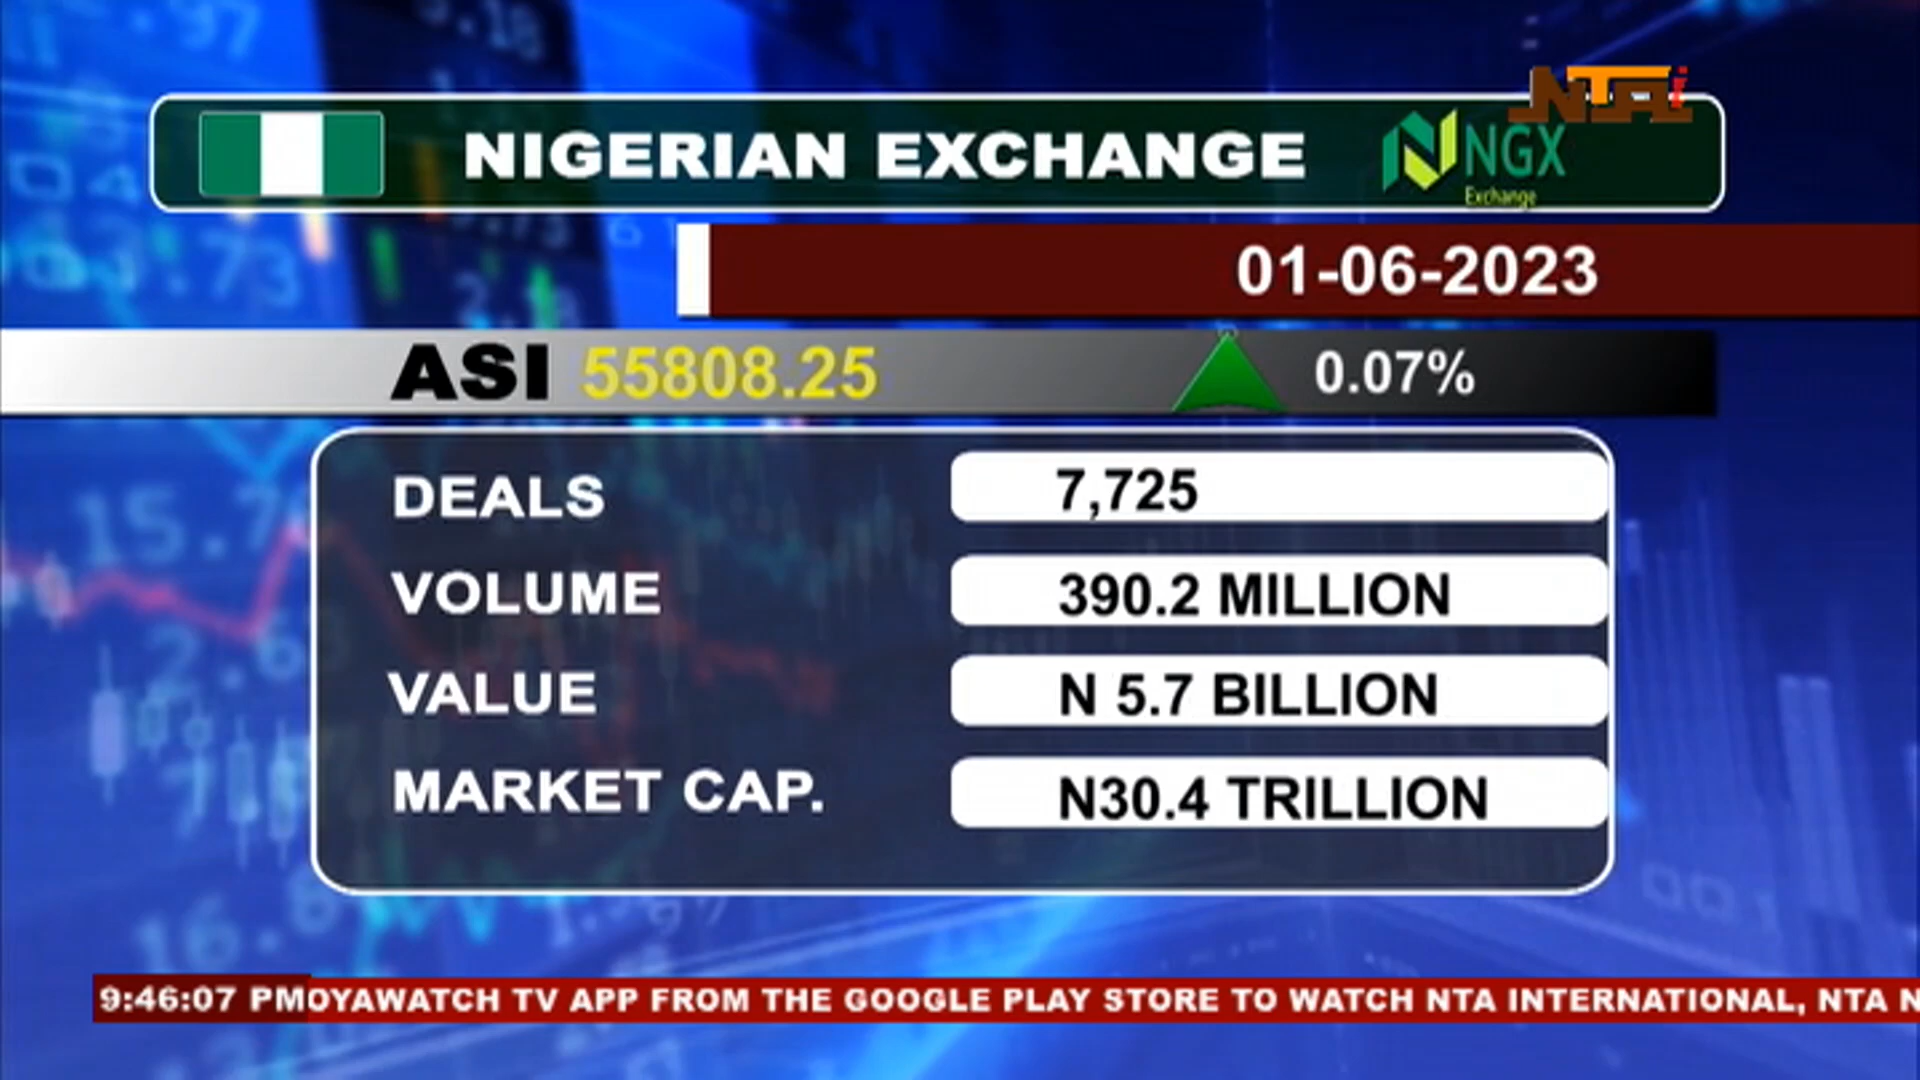 NTAi
NIGERIAN EXCHANGE
NGX
Exchange
01-06-2023
ASI 55808.25 0.07%
DEALS 7,725
VOLUME 390.2 MILLION
VALUE N 5.7 BILLION
MARKET CAP. N30.4 TRILLION
9:46:07 PM OYAWATCH TV APP FROM THE GOOGLE PLAY STORE TO WATCH NTA INTERNATIONAL, NTA N